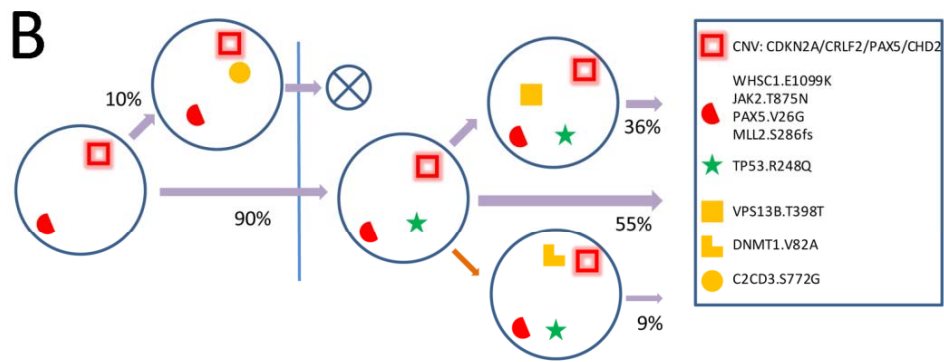 B
10%
90%
36%
55%
9%
CNV: CDKN2A/CRLF2/PAX5/CHD2
WHSC1.E1099K
JAK2.T875N
PAX5.V26G
MLL2.S286fs
TP53.R248Q
VPS13B.T398T
DNMT1.V82A
C2CD3.S772G